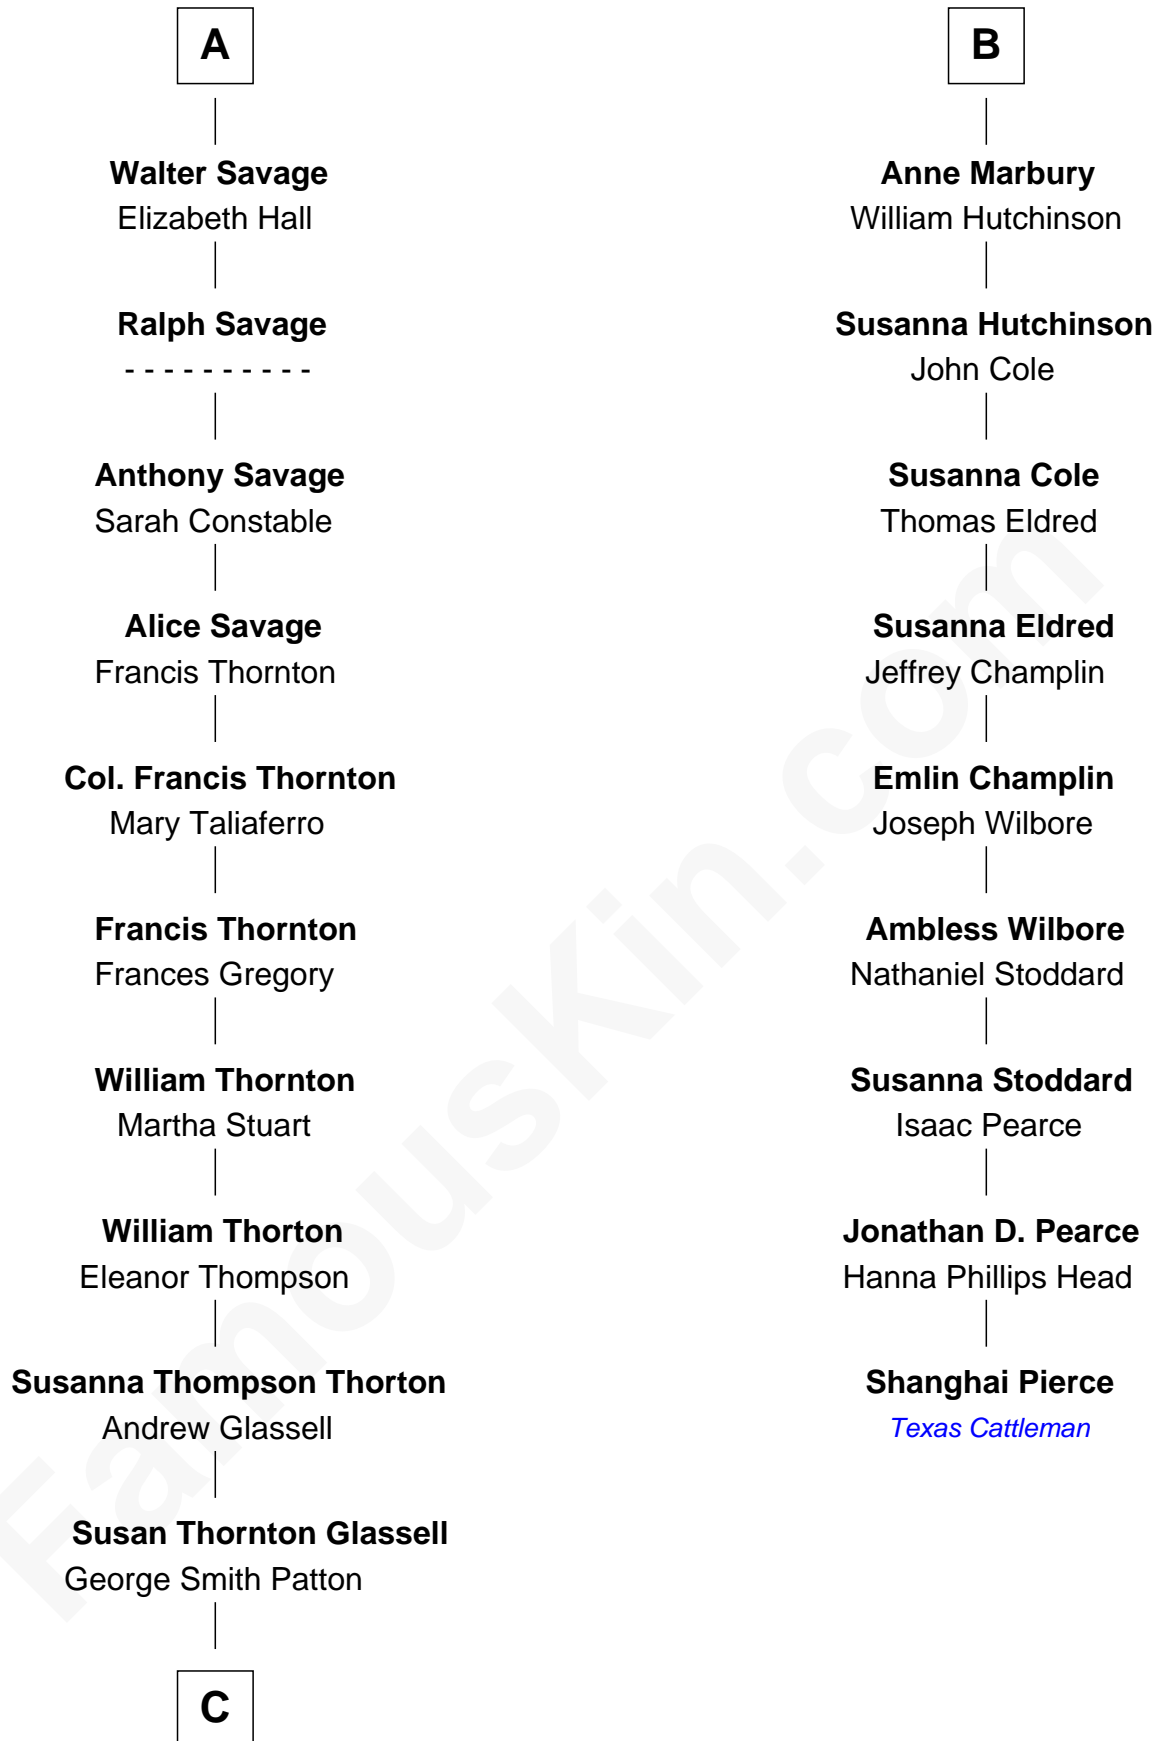 A
Walter Savage
Elizabeth Hall
Ralph Savage
- - - - - - - - - -
Anthony Savage
Sarah Constable
Alice Savage
Francis Thornton
Col. Francis Thornton
Mary Taliaferro
Francis Thornton
Frances Gregory
William Thornton
Martha Stuart
William Thorton
Eleanor Thompson
Susanna Thompson Thorton
Andrew Glassell
Susan Thornton Glassell
George Smith Patton
C
B
Anne Marbury
William Hutchinson
Susanna Hutchinson
John Cole
Susanna Cole
Thomas Eldred
Susanna Eldred
Jeffrey Champlin
Emlin Champlin
Joseph Wilbore
Ambless Wilbore
Nathaniel Stoddard
Susanna Stoddard
Isaac Pearce
Jonathan D. Pearce
Hanna Phillips Head
Shanghai Pierce
Texas Cattleman
FamousKin.com